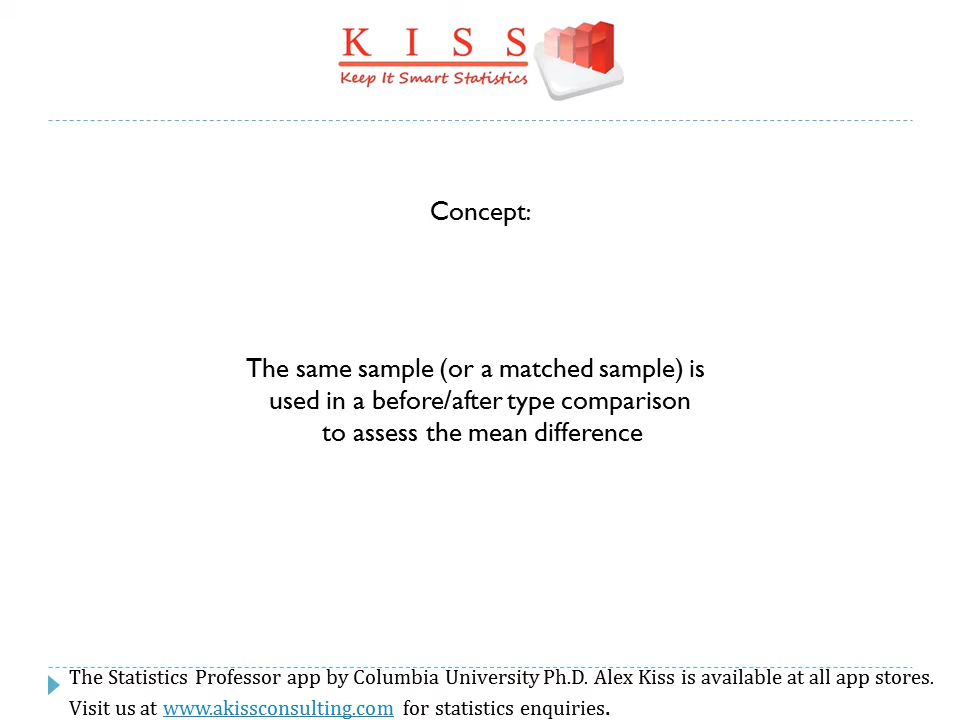 K I S S
Keep It Smart Statistics
Concept:
The same sample (or a matched sample) is
used in a before/after type comparison
to assess the mean difference
The Statistics Professor app by Columbia University Ph.D. Alex Kiss is available at all app stores.
Visit us at www.akissconsulting.com for statistics enquiries.